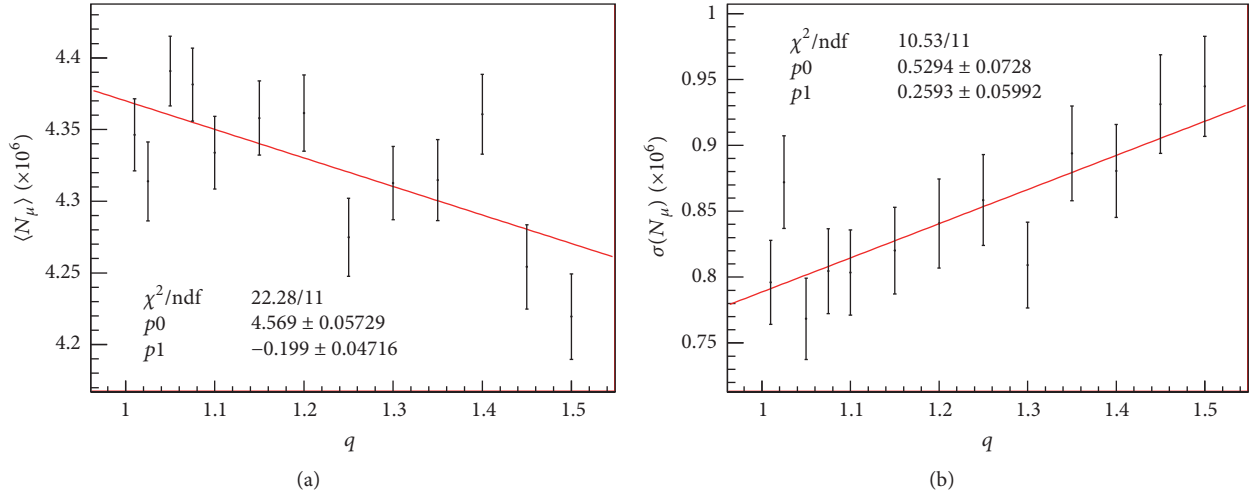 4.4
4.35
4.3
4.25
4.2
⟨Nμ⟩ (×10⁶)
χ²/ndf 22.28/11
p0 4.569 ± 0.05729
p1 −0.199 ± 0.04716
1 1.1 1.2 1.3 1.4 1.5
q
(a)
1
0.95
0.9
0.85
0.8
0.75
σ(Nμ) (×10⁶)
χ²/ndf 10.53/11
p0 0.5294 ± 0.0728
p1 0.2593 ± 0.05992
1 1.1 1.2 1.3 1.4 1.5
q
(b)